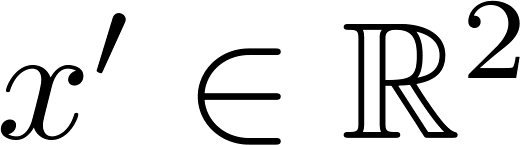 x′ ∈ ℝ²